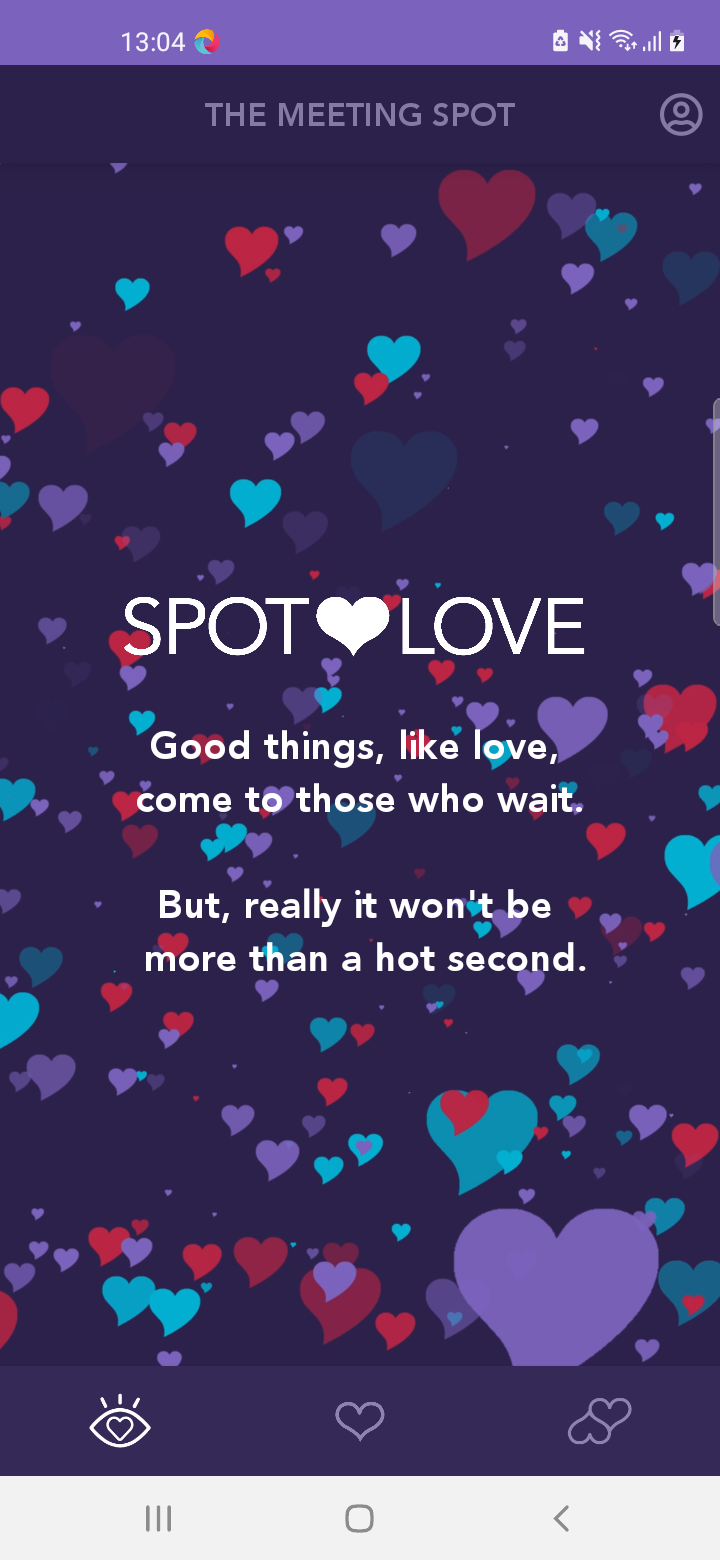 13:04
THE MEETING SPOT
SPOT LOVE
Good things, like love,
come to those who wait.
But, really it won't be
more than a hot second.